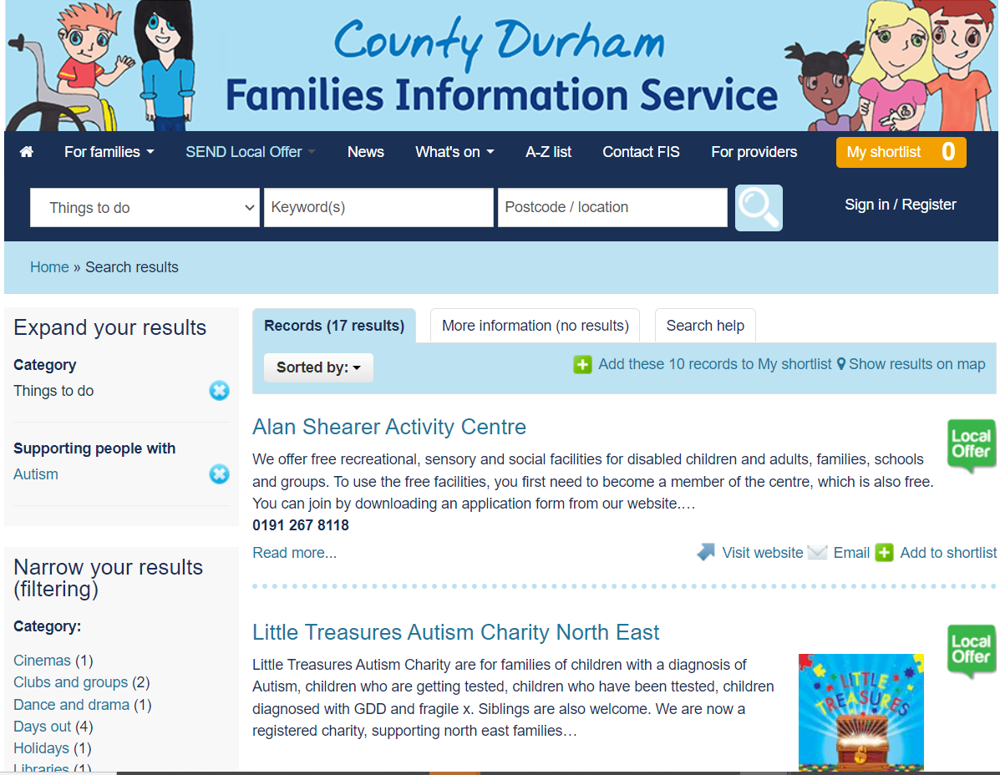 County Durham
Families Information Service
For families
SEND Local Offer
News
What's on
A-Z list
Contact FIS
For providers
My shortlist 0
Things to do
Keyword(s)
Postcode / location
Sign in / Register
Home » Search results
Expand your results
Category
Things to do
Supporting people with
Autism
Narrow your results
(filtering)
Category:
Cinemas (1)
Clubs and groups (2)
Dance and drama (1)
Days out (4)
Holidays (1)
Libraries (1)
Records (17 results)
More information (no results)
Search help
Sorted by:
Add these 10 records to My shortlist
Show results on map
Alan Shearer Activity Centre
Local
Offer
We offer free recreational, sensory and social facilities for disabled children and adults, families, schools
and groups. To use the free facilities, you first need to become a member of the centre, which is also free.
You can join by downloading an application form from our website.…
0191 267 8118
Read more...
Visit website
Email
Add to shortlist
Little Treasures Autism Charity North East
Local
Offer
Little Treasures Autism Charity are for families of children with a diagnosis of
Autism, children who are getting tested, children who have been ttested, children
diagnosed with GDD and fragile x. Siblings are also welcome. We are now a
registered charity, supporting north east families…
LITTLE
TREASURES